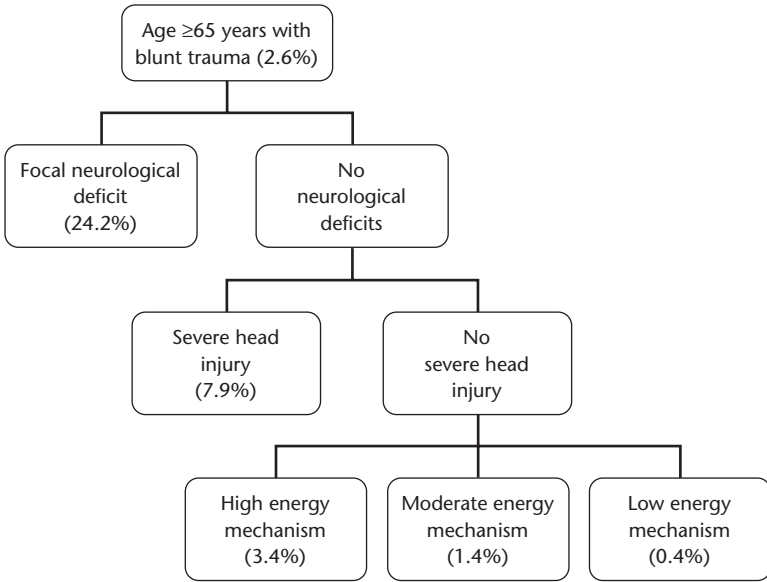 Age ≥65 years with
blunt trauma (2.6%)
Focal neurological
deficit
(24.2%)
No
neurological
deficits
Severe head
injury
(7.9%)
No
severe head
injury
High energy
mechanism
(3.4%)
Moderate energy
mechanism
(1.4%)
Low energy
mechanism
(0.4%)